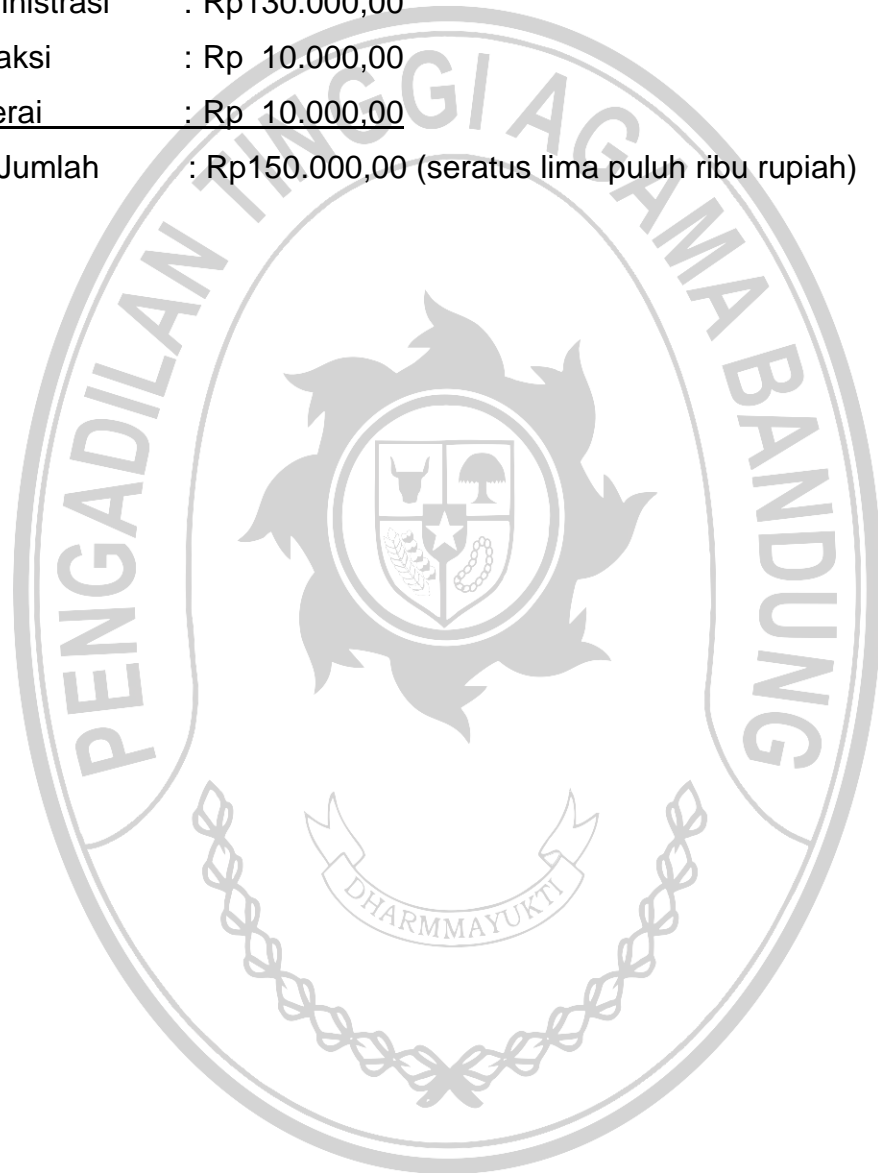 inistrasi : Rp130.000,00
aksi : Rp 10.000,00
erai : Rp 10.000,00
Jumlah : Rp150.000,00 (seratus lima puluh ribu rupiah)
PENGADILAN TINGGI AGAMA BANDUNG
DHARMMAYUKTI